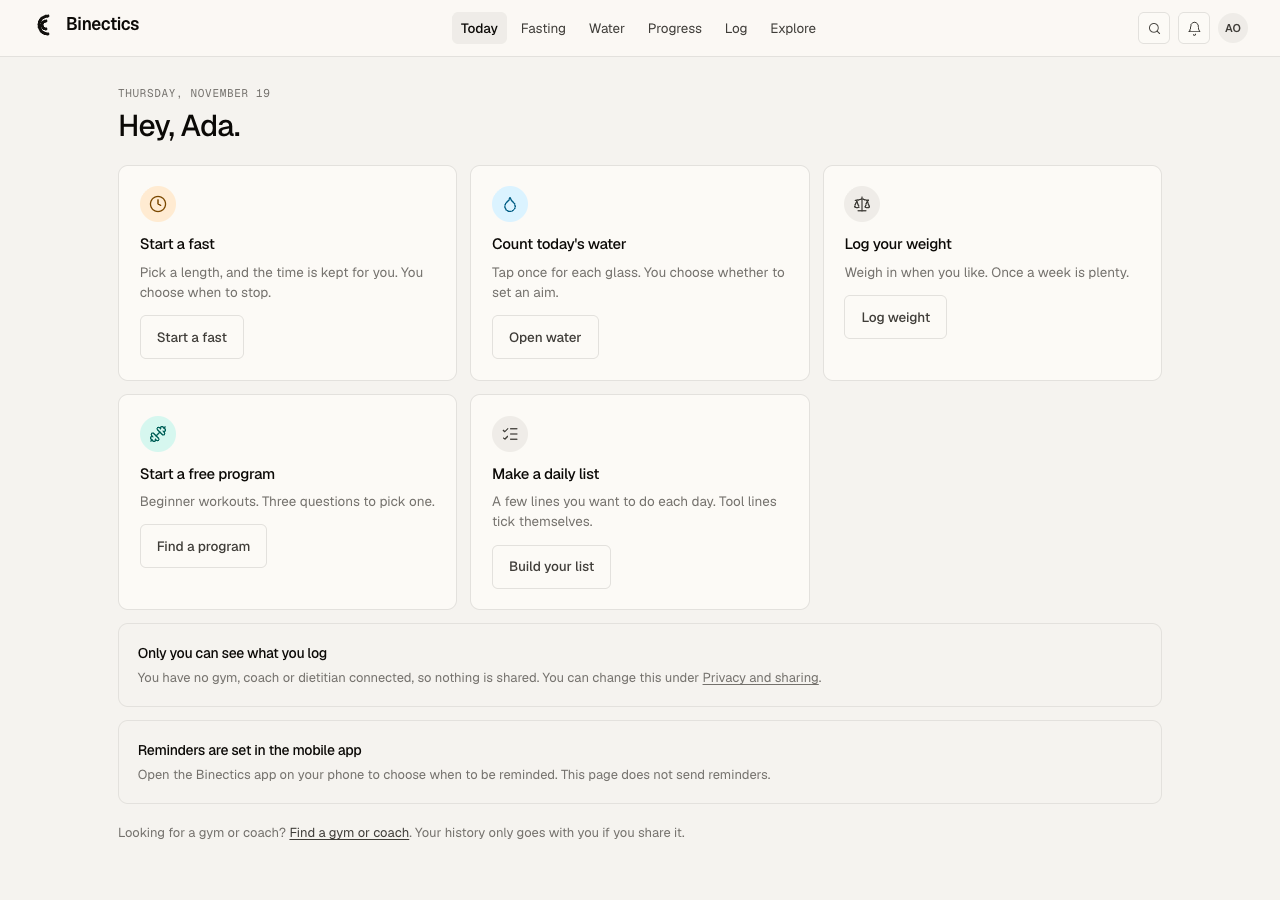 Binectics
Today
Fasting
Water
Progress
Log
Explore
AO
THURSDAY, NOVEMBER 19
Hey, Ada.
Start a fast
Pick a length, and the time is kept for you. You
choose when to stop.
Start a fast
Count today's water
Tap once for each glass. You choose whether to
set an aim.
Open water
Log your weight
Weigh in when you like. Once a week is plenty.
Log weight
Start a free program
Beginner workouts. Three questions to pick one.
Find a program
Make a daily list
A few lines you want to do each day. Tool lines
tick themselves.
Build your list
Only you can see what you log
You have no gym, coach or dietitian connected, so nothing is shared. You can change this under Privacy and sharing.
Reminders are set in the mobile app
Open the Binectics app on your phone to choose when to be reminded. This page does not send reminders.
Looking for a gym or coach? Find a gym or coach. Your history only goes with you if you share it.